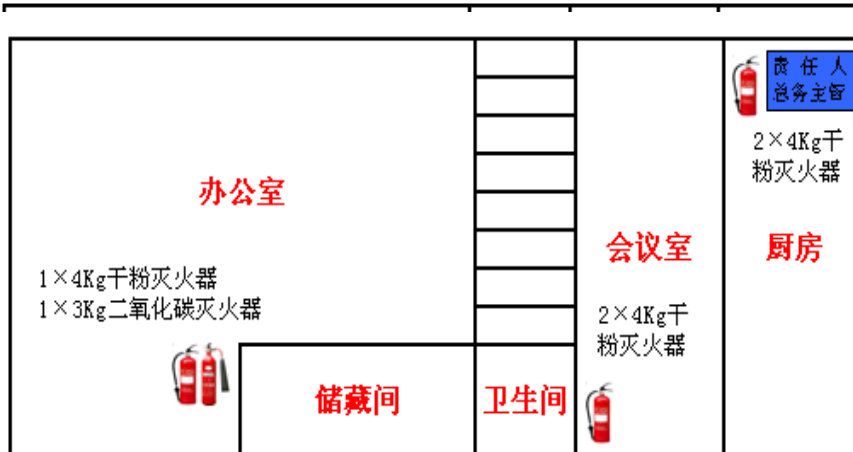 责任人
总务主管
2×4Kg干
粉灭火器
办公室
会议室
厨房
1×4Kg干粉灭火器
1×3Kg二氧化碳灭火器
2×4Kg干
粉灭火器
储藏间
卫生间